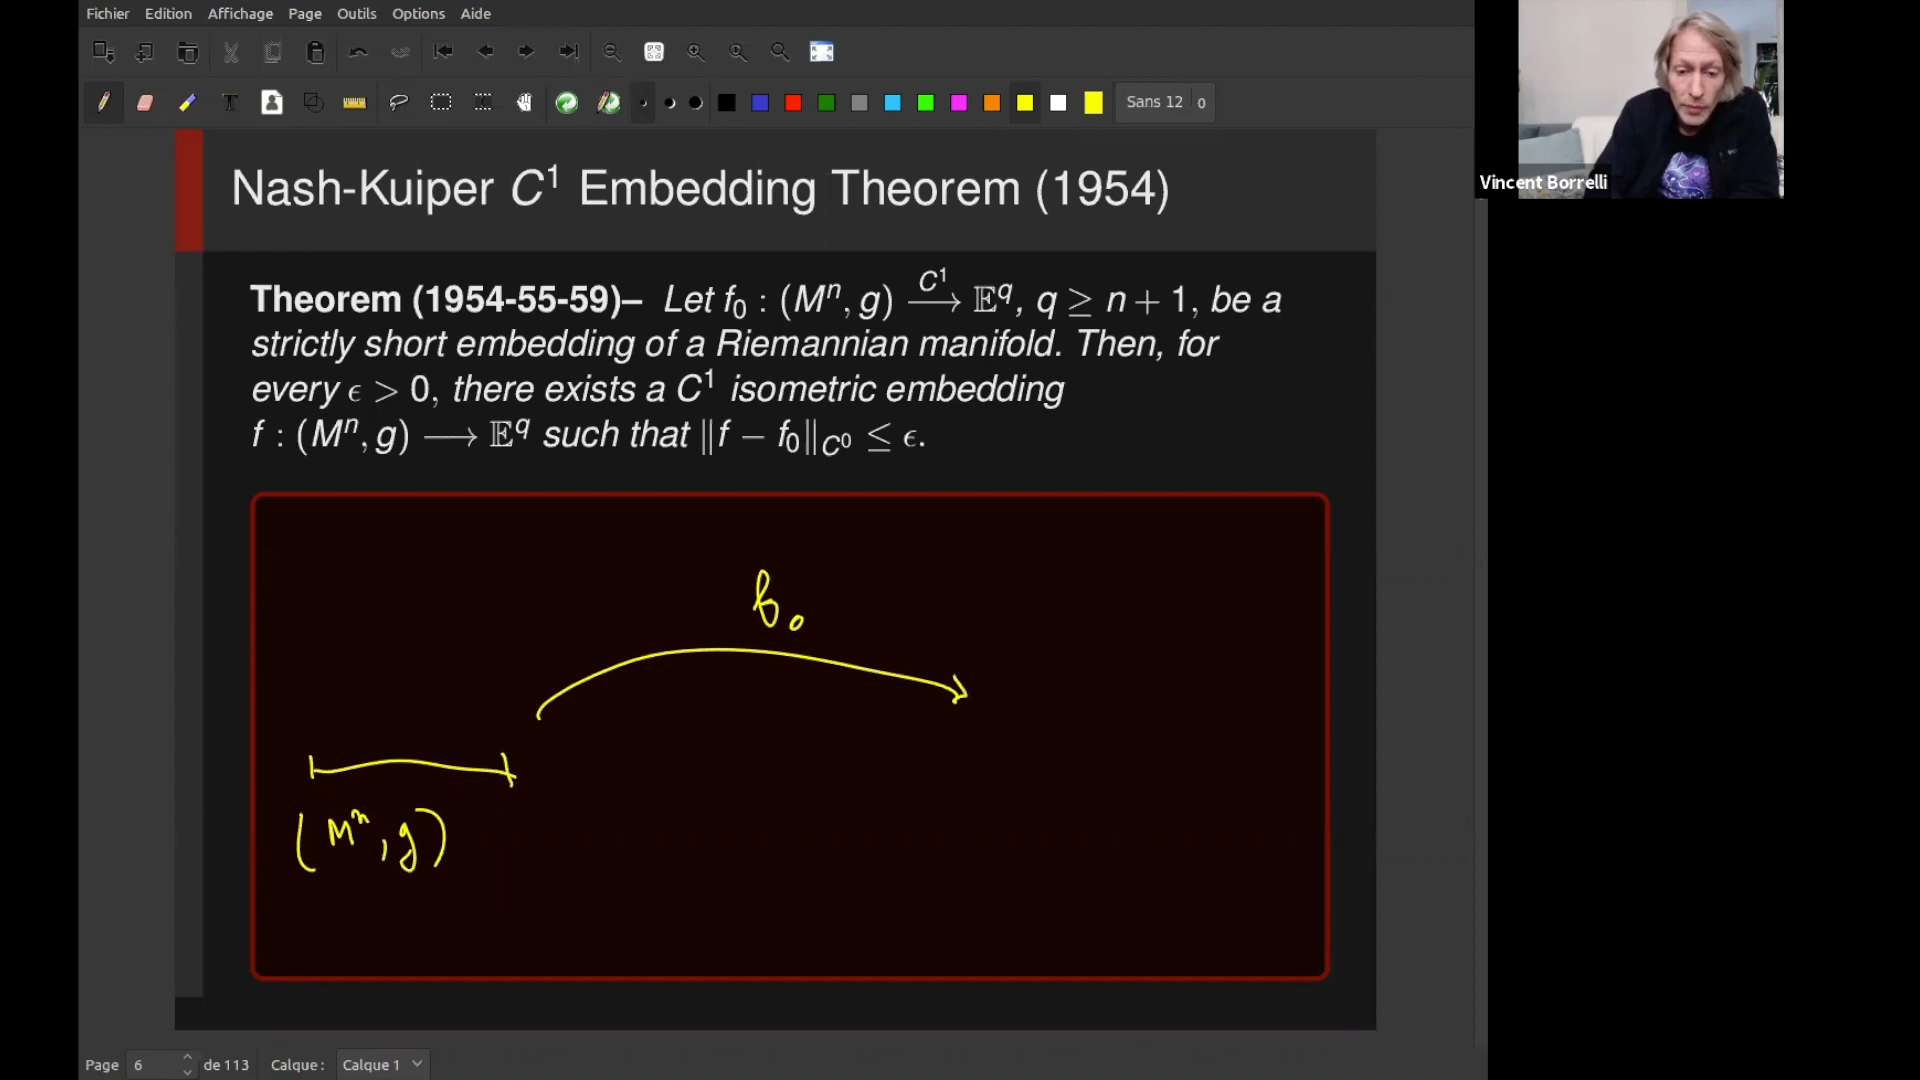 Fichier Edition Affichage Page Outils Options Aide
Sans 12 0
Vincent Borrelli
Nash-Kuiper C¹ Embedding Theorem (1954)
Theorem (1954-55-59)– Let f₀ : (Mⁿ, g) —C¹→ 𝔼^q, q ≥ n + 1, be a
strictly short embedding of a Riemannian manifold. Then, for
every ϵ > 0, there exists a C¹ isometric embedding
f : (Mⁿ, g) ⟶ 𝔼^q such that ‖f − f₀‖_C⁰ ≤ ϵ.
f₀
(Mⁿ, g)
Page 6 de 113 Calque : Calque 1